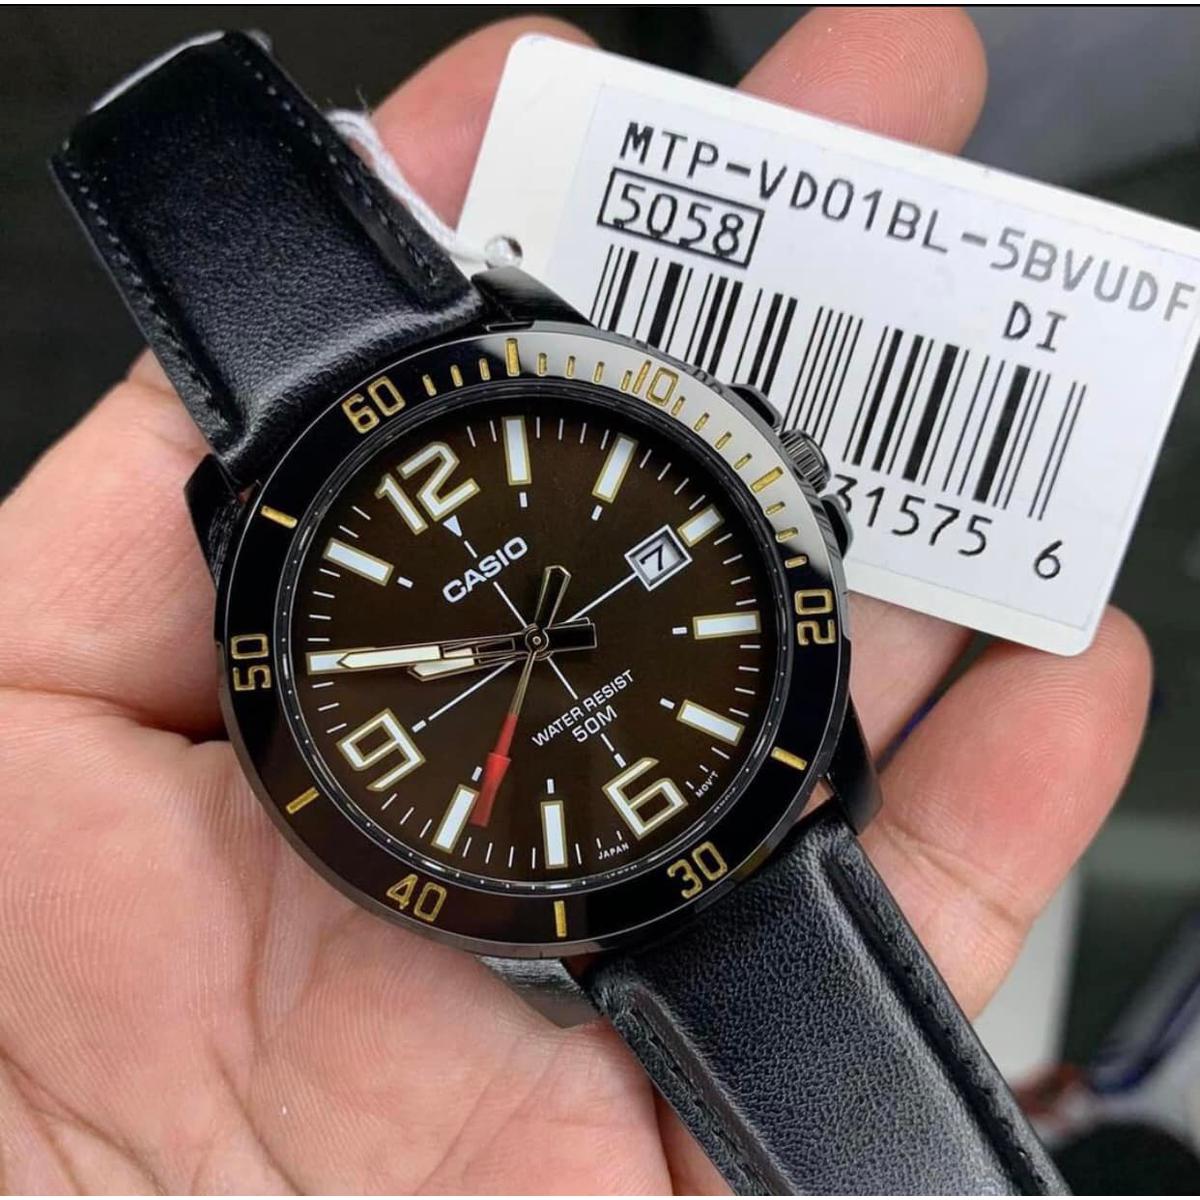 MTP-VD01BL-5BVUDF
5058
DI
31575 6
60
10
20
30
40
50
12
CASIO
7
WATER RESIST
50M
9
6
JAPAN
MOV'T